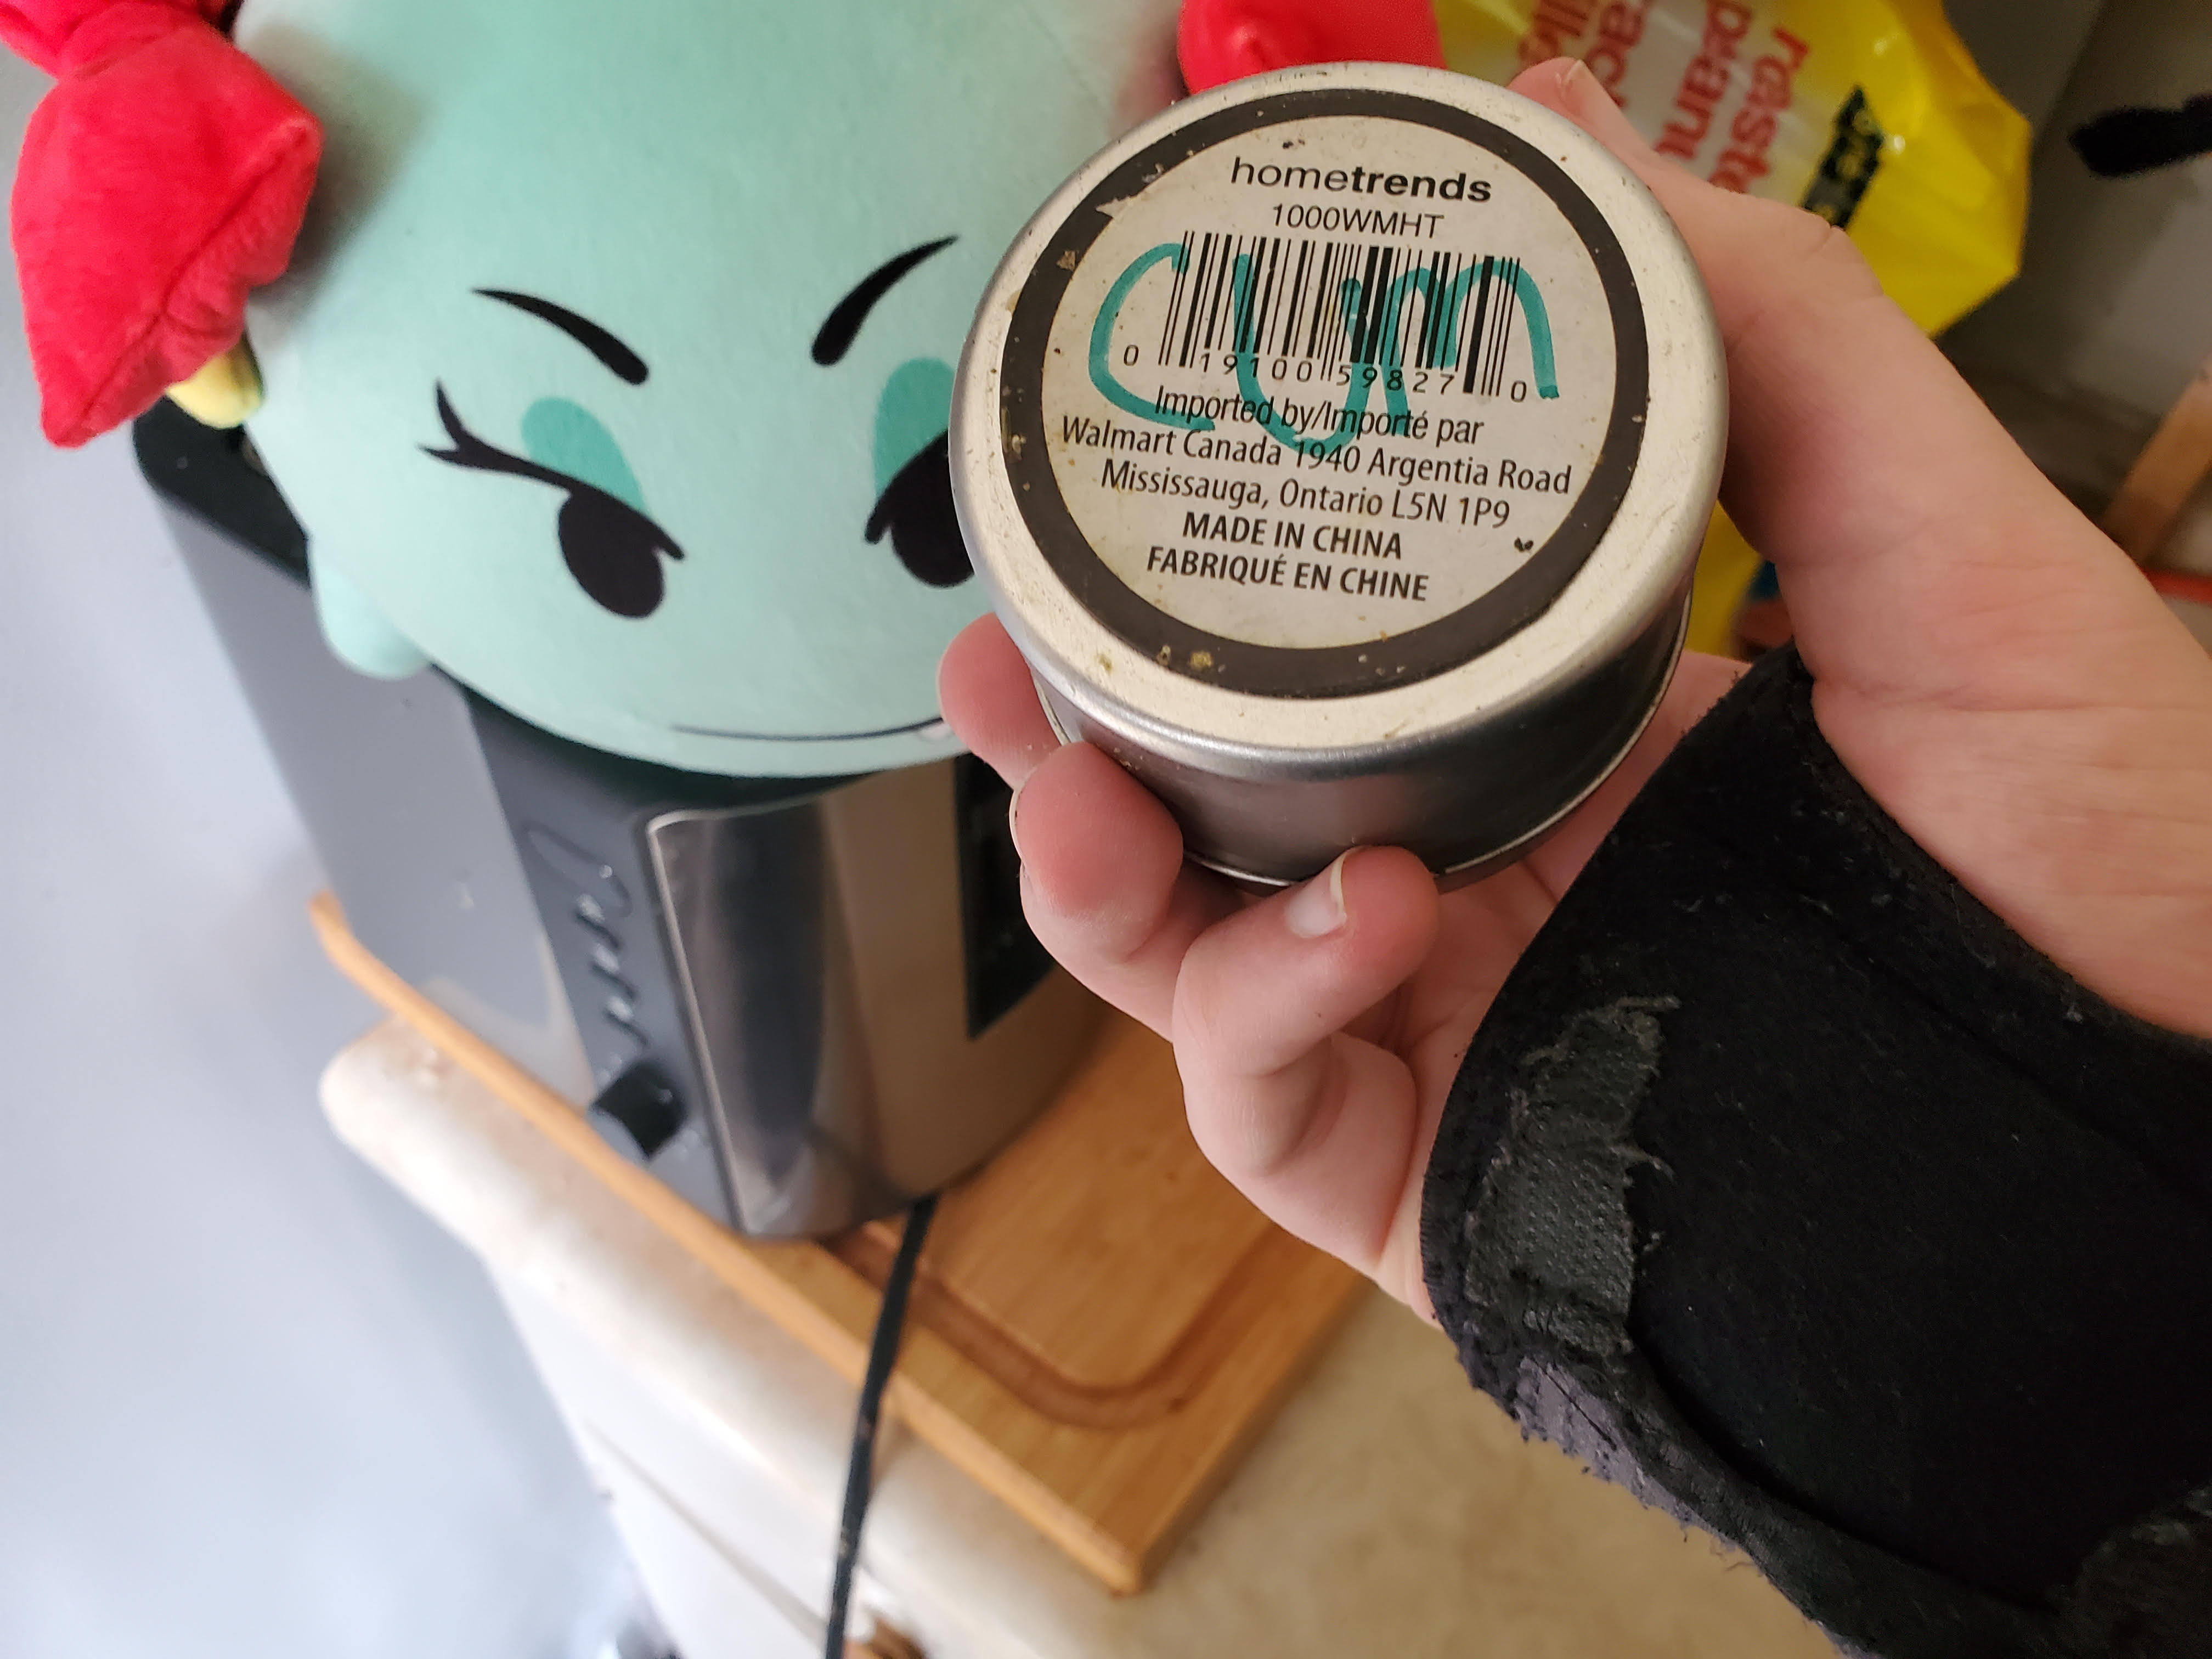 hometrends
1000WMHT
cum
0 19100 59827 0
Imported by/Importé par
Walmart Canada 1940 Argentia Road
Mississauga, Ontario L5N 1P9
MADE IN CHINA
FABRIQUÉ EN CHINE